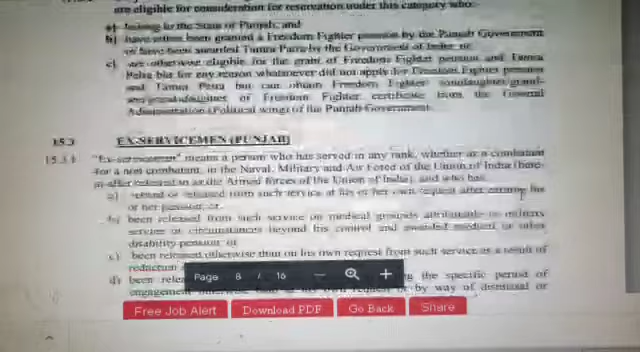 are eligible for consideration for reservation under this category who:
a) belong to the State of Punjab; and
b) have either been granted a Freedom Fighter pension by the Punjab Government
or have been awarded Tamra Patra by the Government of India; or
c) are otherwise eligible for the grant of Freedom Fighter pension and Tamra
Patra but for any reason whatsoever did not apply for Freedom Fighter pension
and Tamra Patra but can obtain Freedom Fighter
of Freedom Fighter certificate from the General
Administration (Political wing) of the Punjab Government.
15.3 EX-SERVICEMEN (PUNJAB)
15.3.1 "Ex-servicemen" means a person who has served in any rank, whether as a combatant
or a non combatant, in the Naval, Military and Air Force of the Union of India (here-
in-after referred to as the Armed forces of the Union of India), and who has
a) retired or released from such service at his or her own request after earning his
or her pension; or
b) been released from such service on medical grounds attributable to military
service or circumstances beyond his control and awarded medical or other
disability pension; or
c) been released otherwise than on his own request from such service as a result of
reduction
d) been relea g the specific period of
engagement otherwise than at his own request or by way of dismissal or
Page 8 / 16 − +
Free Job Alert Download PDF Go Back Share